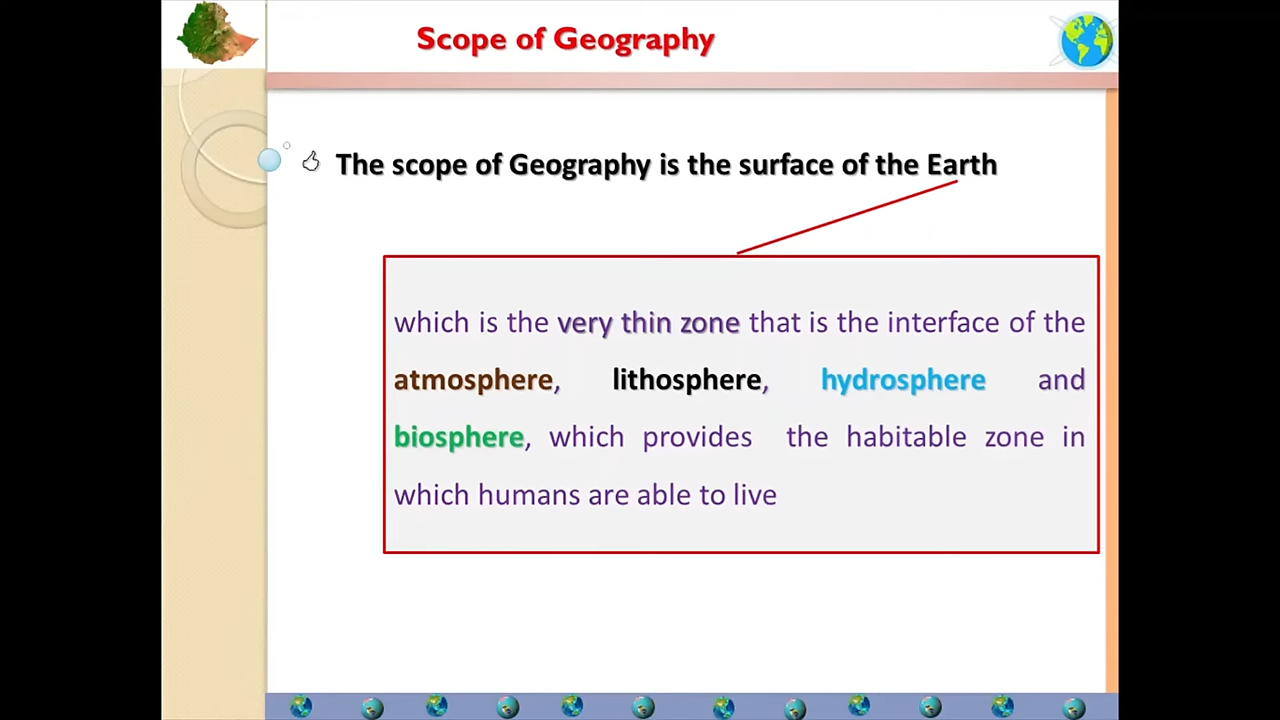 Scope of Geography
The scope of Geography is the surface of the Earth
which is the very thin zone that is the interface of the
atmosphere, lithosphere, hydrosphere and
biosphere, which provides the habitable zone in
which humans are able to live